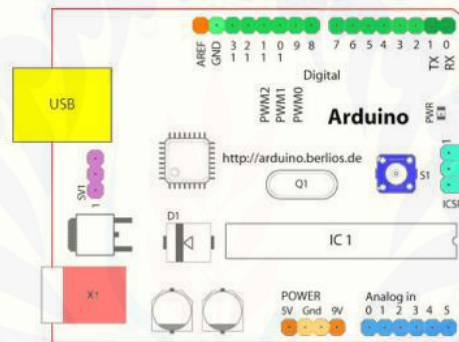 AREF
GND
13
12
11
10
9
8
7
6
5
4
3
2
1
0
TX
RX
Digital
USB
PWM2
PWM1
PWM0
Arduino
PWR
http://arduino.berlios.de
SV1
1
Q1
S1
1
ICSP
D1
IC 1
X1
POWER
5V Gnd 9V
Analog in
0 1 2 3 4 5